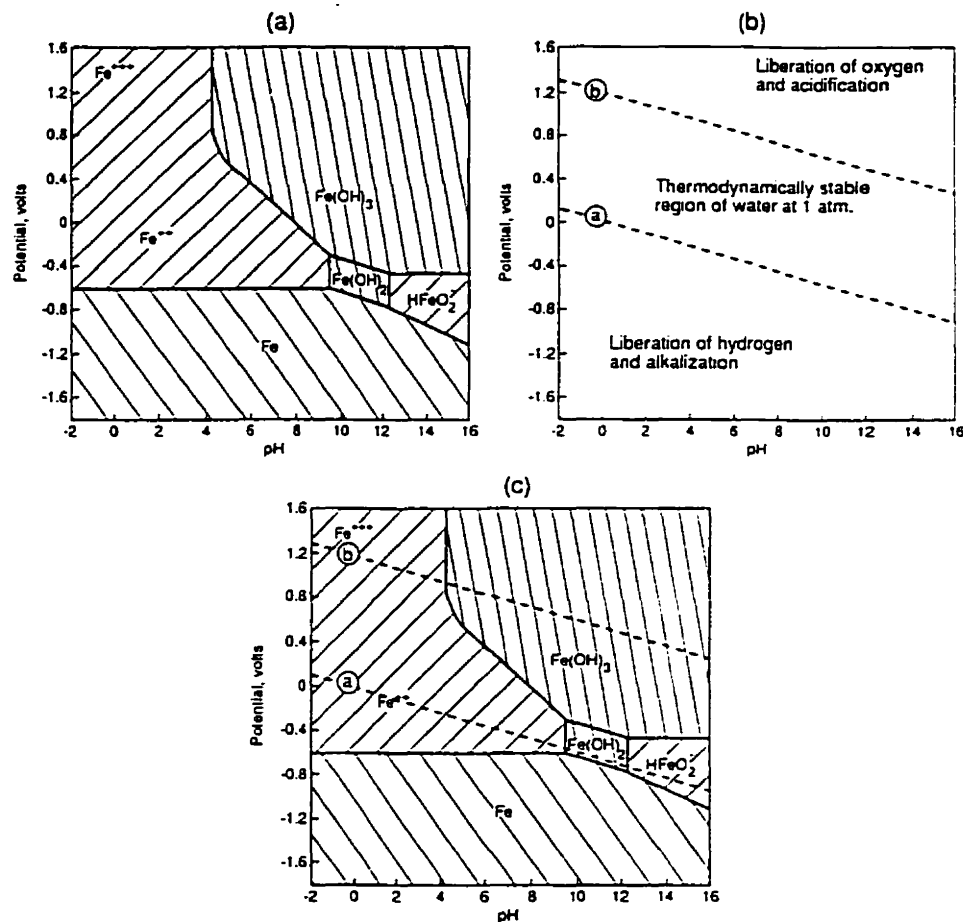 (a)
1.6
1.2
0.8
0.4
0
-0.4
-0.8
-1.2
-1.6
Potential, volts
Fe+++
Fe++
Fe(OH)3
Fe(OH)2
HFeO2-
Fe
-2 0 2 4 6 8 10 12 14 16
pH
(b)
1.6
1.2
0.8
0.4
0
-0.4
-0.8
-1.2
-1.6
Potential, volts
b
Liberation of oxygen
and acidification
a
Thermodynamically stable
region of water at 1 atm.
Liberation of hydrogen
and alkalization
-2 0 2 4 6 8 10 12 14 16
pH
(c)
1.6
1.2
0.8
0.4
0
-0.4
-0.8
-1.2
-1.6
Potential, volts
Fe+++
b
a
Fe++
Fe(OH)3
Fe(OH)2
HFeO2-
Fe
-2 0 2 4 6 8 10 12 14 16
pH